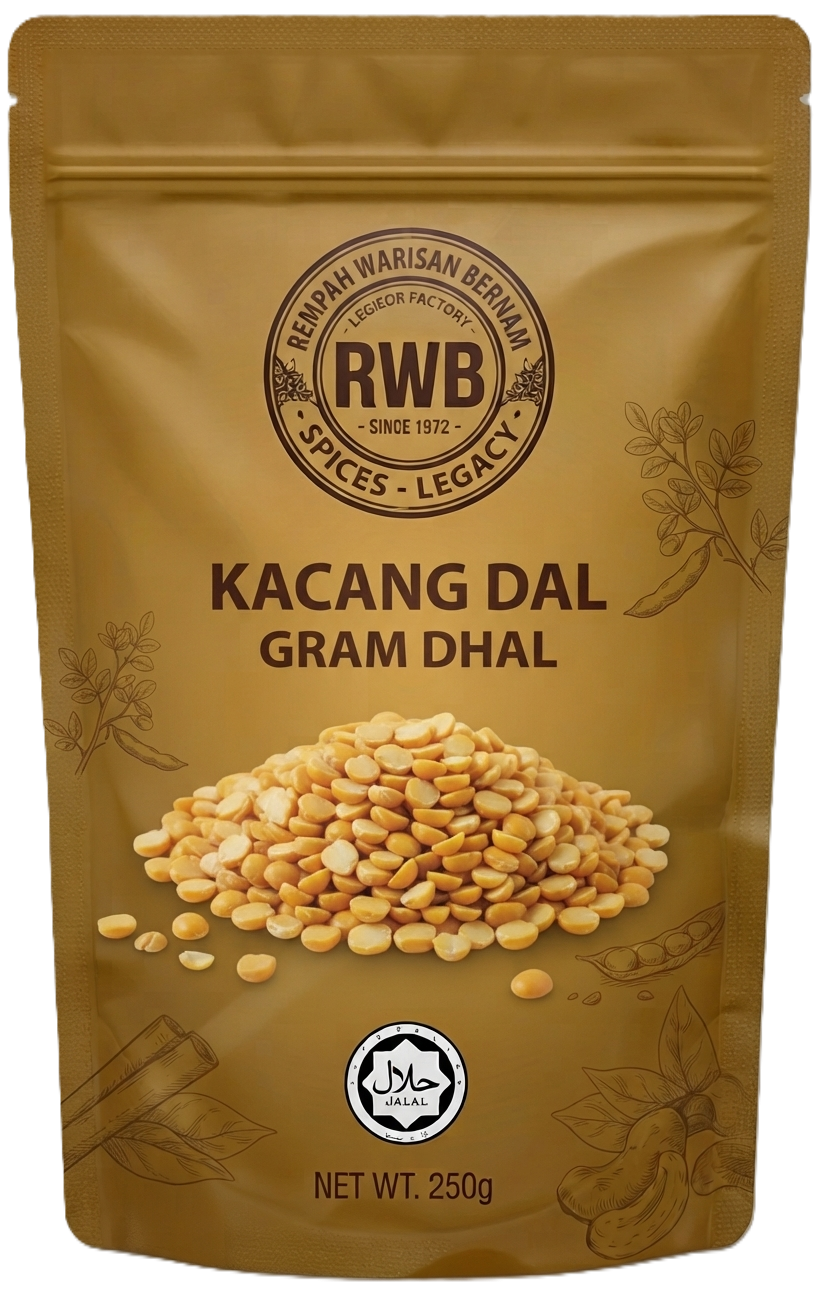 REMPAH WARISAN BERNAM
- LEGIEOR FACTORY -
RWB
- SINCE 1972 -
• SPICES - LEGACY •
KACANG DAL
GRAM DHAL
حلال
JALAL
NET WT. 250g